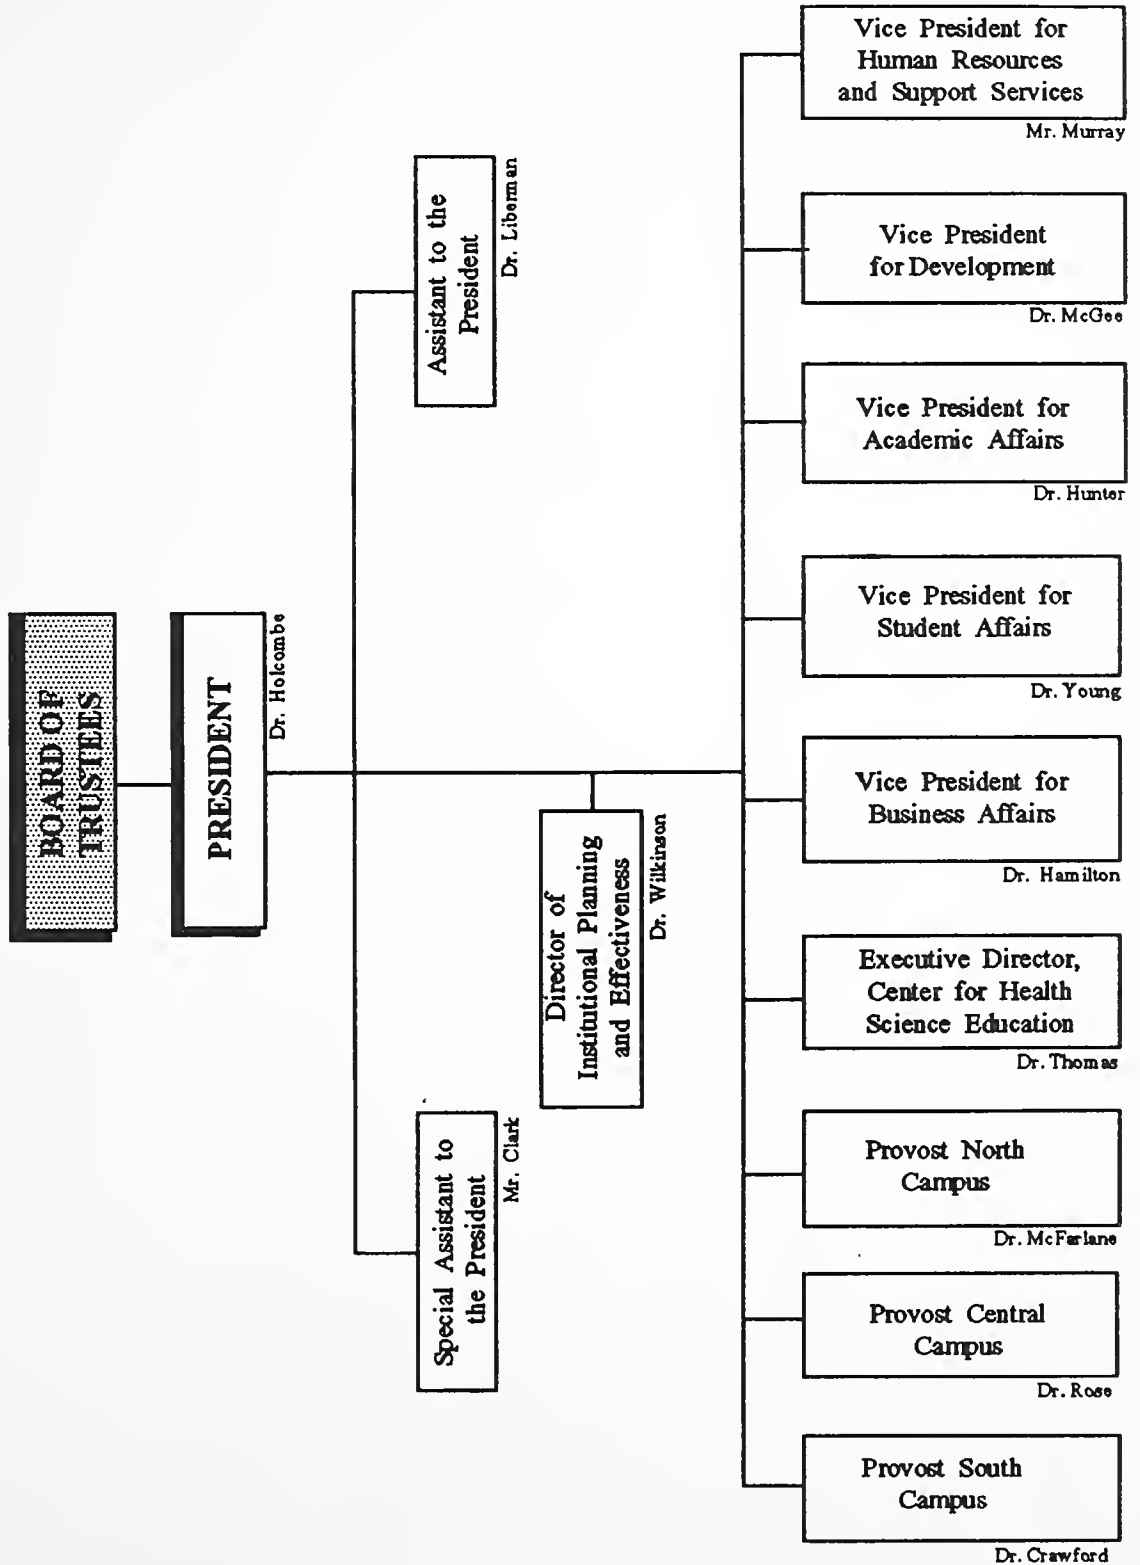 BOARD OF
TRUSTEES
PRESIDENT
Dr. Holcombe
Special Assistant to
the President
Mr. Clark
Assistant to the
President
Dr. Liberman
Director of
Institutional Planning
and Effectiveness
Dr. Wilkinson
Provost South
Campus
Dr. Crawford
Provost Central
Campus
Dr. Rose
Provost North
Campus
Dr. McFarlane
Executive Director,
Center for Health
Science Education
Dr. Thomas
Vice President for
Business Affairs
Dr. Hamilton
Vice President for
Student Affairs
Dr. Young
Vice President for
Academic Affairs
Dr. Hunter
Vice President
for Development
Dr. McGee
Vice President for
Human Resources
and Support Services
Mr. Murray